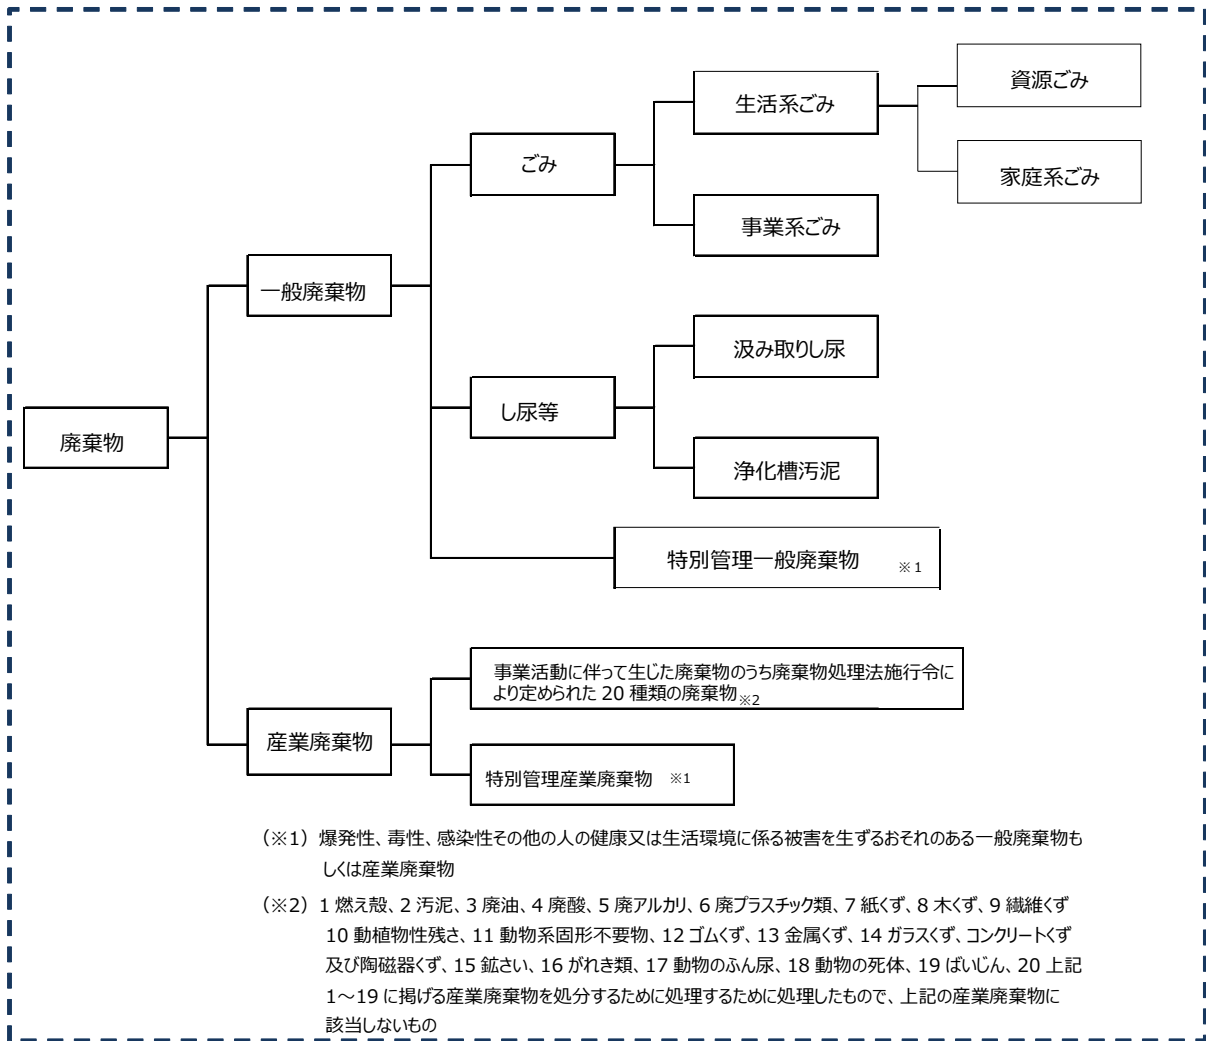 資源ごみ
生活系ごみ
ごみ
家庭系ごみ
事業系ごみ
一般廃棄物
汲み取りし尿
し尿等
廃棄物
浄化槽汚泥
特別管理一般廃棄物 ※1
事業活動に伴って生じた廃棄物のうち廃棄物処理法施行令に
より定められた 20 種類の廃棄物※2
産業廃棄物
特別管理産業廃棄物 ※1
（※1）爆発性、毒性、感染性その他の人の健康又は生活環境に係る被害を生ずるおそれのある一般廃棄物も
しくは産業廃棄物
（※2）1 燃え殻、2 汚泥、3 廃油、4 廃酸、5 廃アルカリ、6 廃プラスチック類、7 紙くず、8 木くず、9 繊維くず
10 動植物性残さ、11 動物系固形不要物、12 ゴムくず、13 金属くず、14 ガラスくず、コンクリートくず
及び陶磁器くず、15 鉱さい、16 がれき類、17 動物のふん尿、18 動物の死体、19 ばいじん、20 上記
1～19 に掲げる産業廃棄物を処分するために処理するために処理したもので、上記の産業廃棄物に
該当しないもの